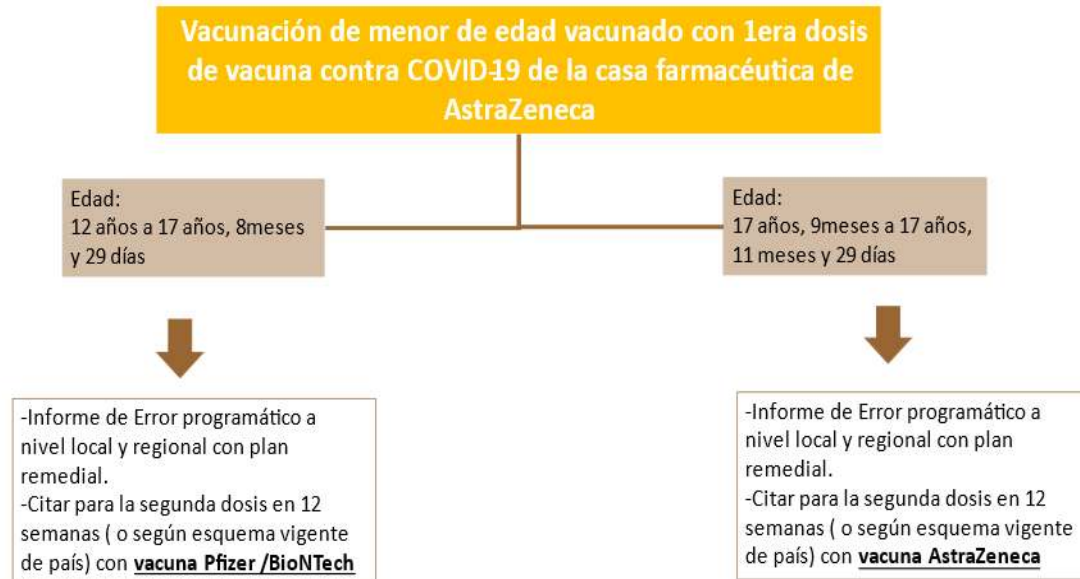 Vacunación de menor de edad vacunado con 1era dosis
de vacuna contra COVID-19 de la casa farmacéutica de
AstraZeneca
Edad:
12 años a 17 años, 8meses
y 29 días
Edad:
17 años, 9meses a 17 años,
11 meses y 29 días
-Informe de Error programático a
nivel local y regional con plan
remedial.
-Citar para la segunda dosis en 12
semanas ( o según esquema vigente
de país) con vacuna Pfizer /BioNTech
-Informe de Error programático a
nivel local y regional con plan
remedial.
-Citar para la segunda dosis en 12
semanas ( o según esquema vigente
de país) con vacuna AstraZeneca